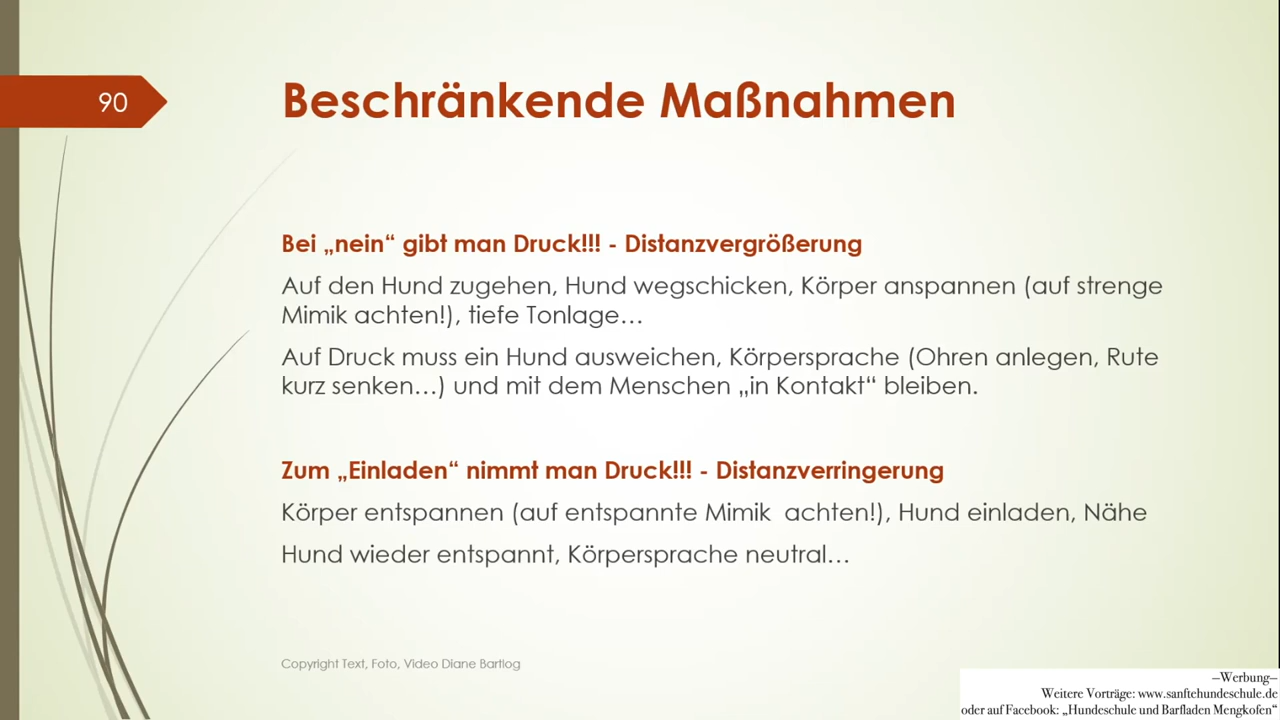 90
Beschränkende Maßnahmen
Bei „nein“ gibt man Druck!!! - Distanzvergrößerung
Auf den Hund zugehen, Hund wegschicken, Körper anspannen (auf strenge
Mimik achten!), tiefe Tonlage…
Auf Druck muss ein Hund ausweichen, Körpersprache (Ohren anlegen, Rute
kurz senken…) und mit dem Menschen „in Kontakt“ bleiben.
Zum „Einladen“ nimmt man Druck!!! - Distanzverringerung
Körper entspannen (auf entspannte Mimik  achten!), Hund einladen, Nähe
Hund wieder entspannt, Körpersprache neutral…
Copyright Text, Foto, Video Diane Bartlog
—Werbung—
Weitere Vorträge: www.sanftehundeschule.de
oder auf Facebook: „Hundeschule und Barfladen Mengkofen“